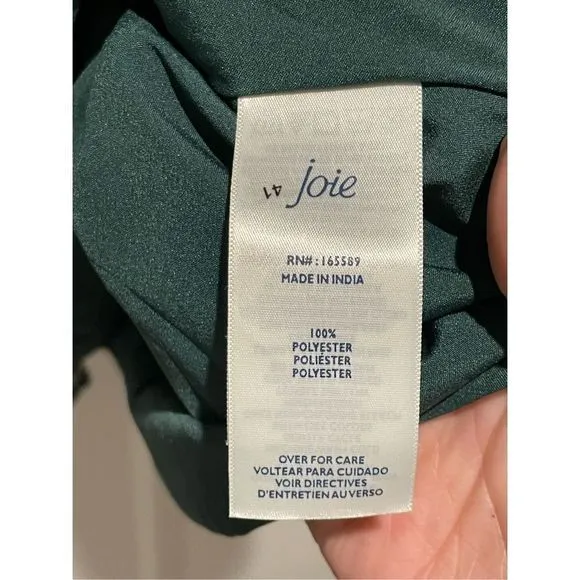 joie
41
RN#: 165589
MADE IN INDIA
100%
POLYESTER
POLIÉSTER
POLYESTER
OVER FOR CARE
VOLTEAR PARA CUIDADO
VOIR DIRECTIVES
D'ENTRETIEN AU VERSO